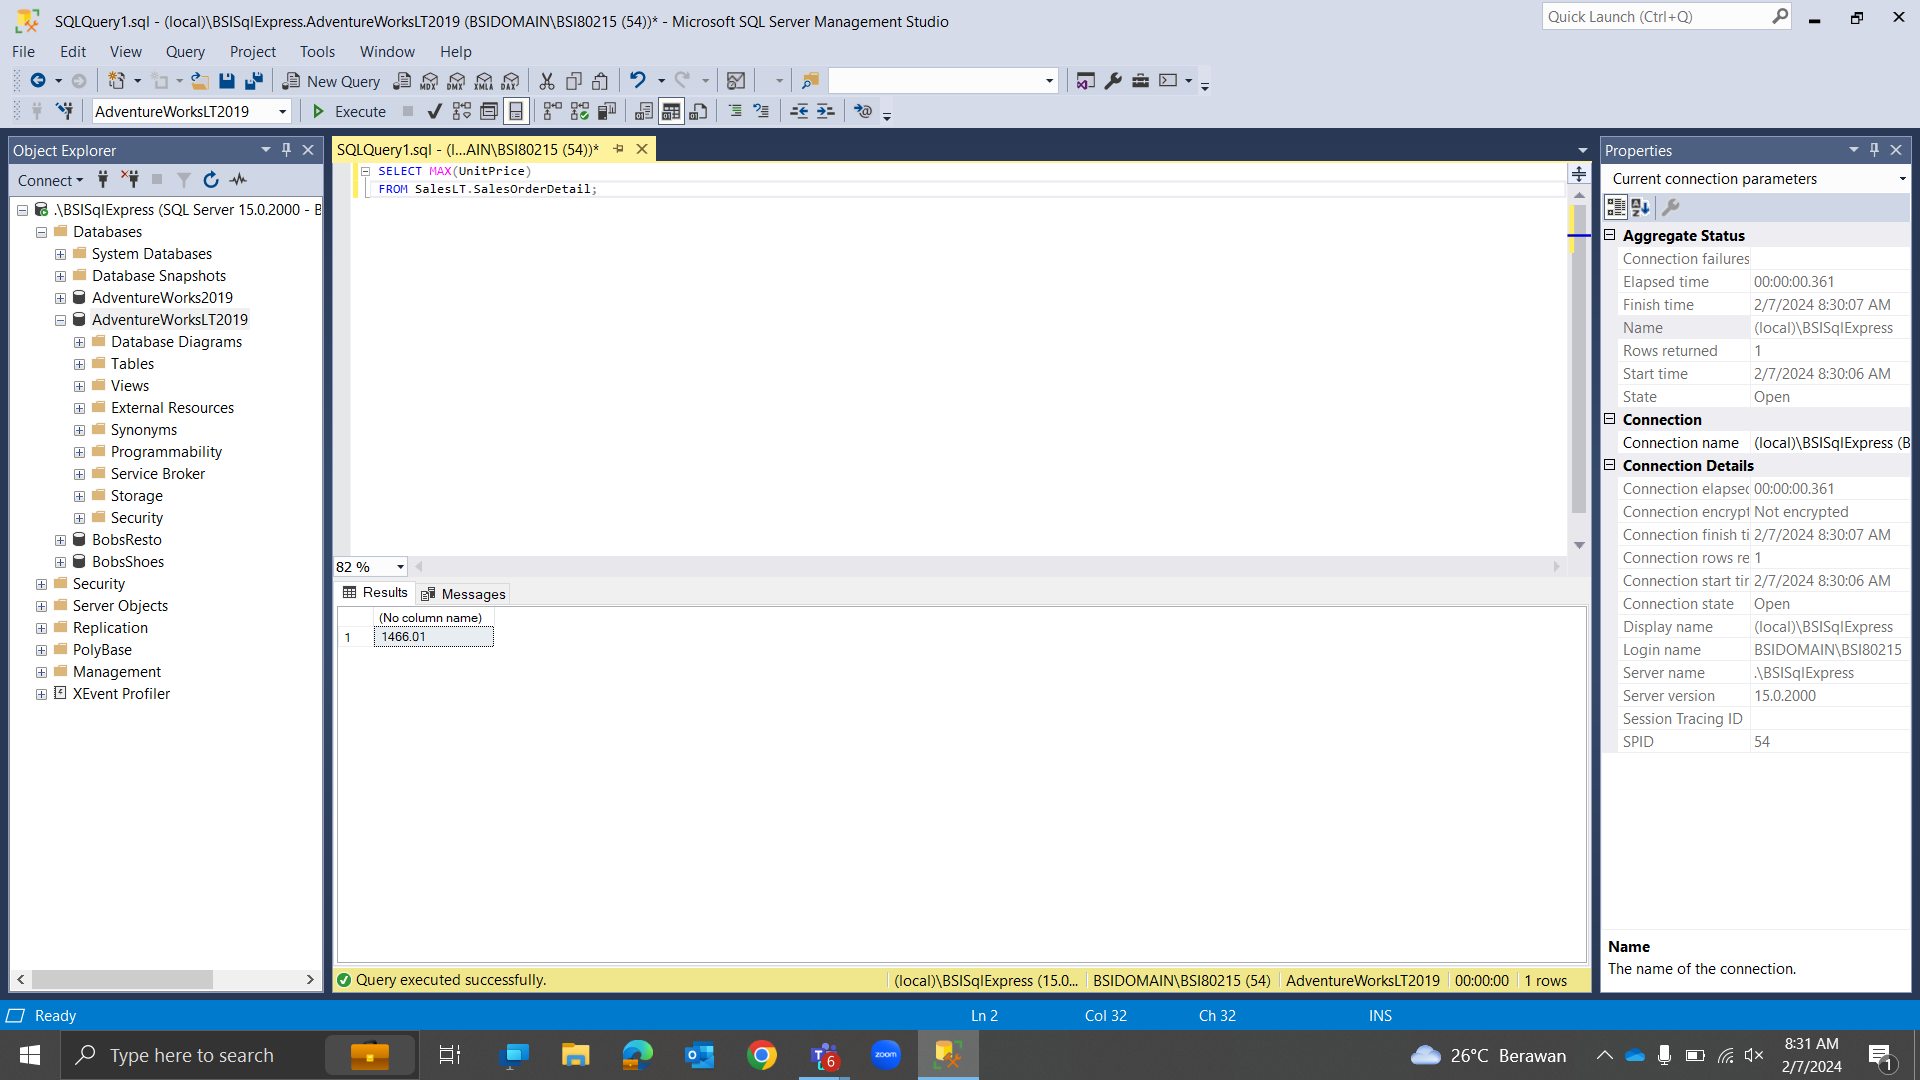 SQLQuery1.sql - (local)\BSISqlExpress.AdventureWorksLT2019 (BSIDOMAIN\BSI80215 (54))* - Microsoft SQL Server Management Studio
Quick Launch (Ctrl+Q)
File Edit View Query Project Tools Window Help
New Query
MDX DMX XMLA DAX
AdventureWorksLT2019
Execute
Object Explorer
Connect
.\BSISqlExpress (SQL Server 15.0.2000 - B
Databases
System Databases
Database Snapshots
AdventureWorks2019
AdventureWorksLT2019
Database Diagrams
Tables
Views
External Resources
Synonyms
Programmability
Service Broker
Storage
Security
BobsResto
BobsShoes
Security
Server Objects
Replication
PolyBase
Management
XEvent Profiler
SQLQuery1.sql - (l...AIN\BSI80215 (54))*
SELECT MAX(UnitPrice)
FROM SalesLT.SalesOrderDetail;
82 %
Results Messages
(No column name)
1 1466.01
Query executed successfully.
(local)\BSISqlExpress (15.0... BSIDOMAIN\BSI80215 (54) AdventureWorksLT2019 00:00:00 1 rows
Properties
Current connection parameters
Aggregate Status
Connection failures
Elapsed time 00:00:00.361
Finish time 2/7/2024 8:30:07 AM
Name (local)\BSISqlExpress
Rows returned 1
Start time 2/7/2024 8:30:06 AM
State Open
Connection
Connection name (local)\BSISqlExpress (B
Connection Details
Connection elapsec 00:00:00.361
Connection encrypt Not encrypted
Connection finish ti 2/7/2024 8:30:07 AM
Connection rows re 1
Connection start tir 2/7/2024 8:30:06 AM
Connection state Open
Display name (local)\BSISqlExpress
Login name BSIDOMAIN\BSI80215
Server name .\BSISqlExpress
Server version 15.0.2000
Session Tracing ID
SPID 54
Name
The name of the connection.
Ready
Ln 2 Col 32 Ch 32 INS
Type here to search
6
zoom
26°C Berawan
8:31 AM
2/7/2024
1